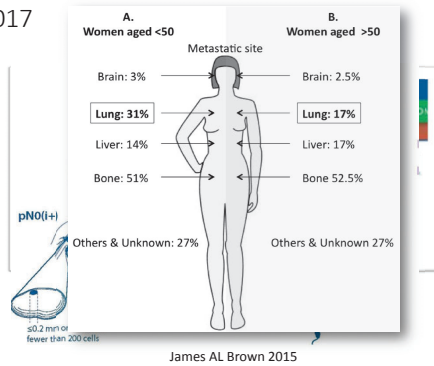 2017
A.
Women aged <50
B.
Women aged >50
Metastatic site
Brain: 3%
Brain: 2.5%
Lung: 31%
Lung: 17%
Liver: 14%
Liver: 17%
Bone: 51%
Bone 52.5%
pN0(i+)
Others & Unknown: 27%
Others & Unknown 27%
≤0.2 mm or
fewer than 200 cells
James AL Brown 2015